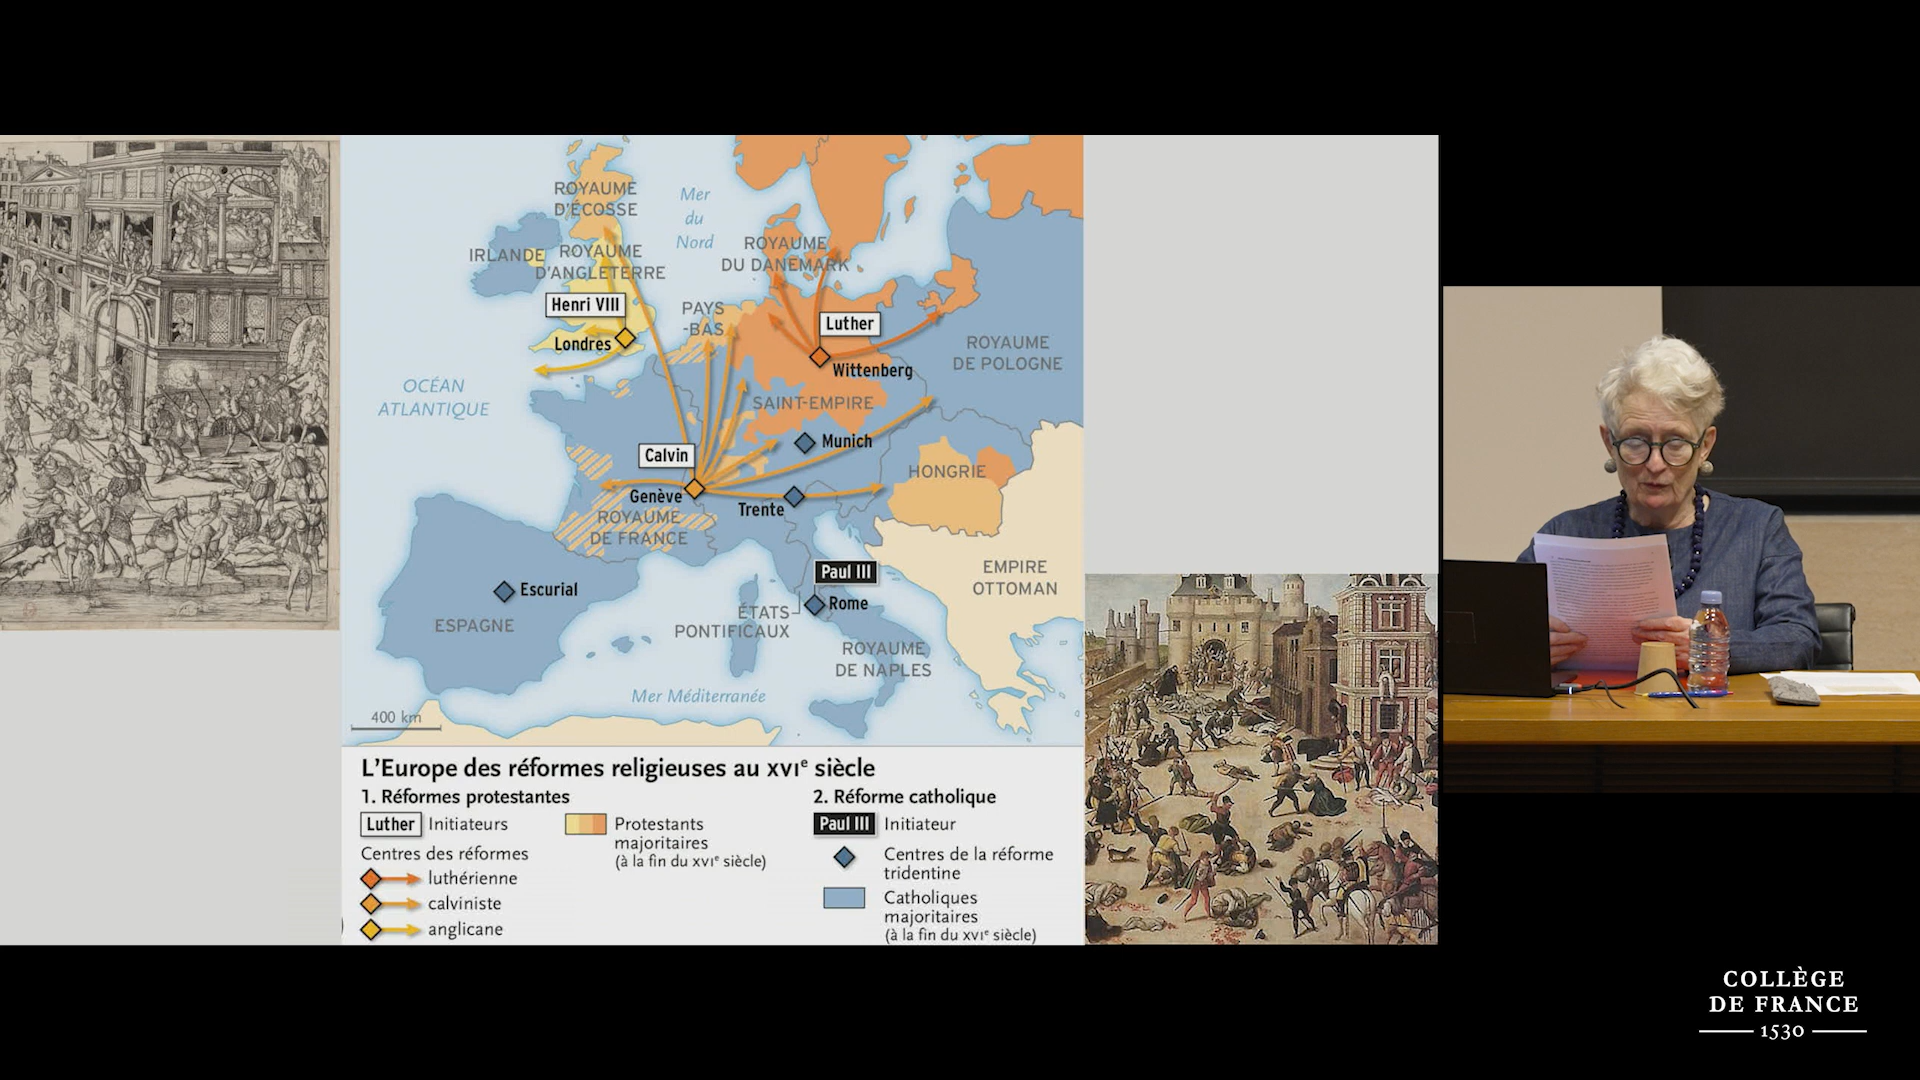 ROYAUME
D'ÉCOSSE
Mer
du
Nord
IRLANDE
ROYAUME
D'ANGLETERRE
ROYAUME
DU DANEMARK
Henri VIII
PAYS
-BAS
Luther
Londres
Wittenberg
ROYAUME
DE POLOGNE
OCÉAN
ATLANTIQUE
SAINT-EMPIRE
Munich
Calvin
HONGRIE
Genève
Trente
ROYAUME
DE FRANCE
EMPIRE
OTTOMAN
Paul III
Escurial
Rome
ESPAGNE
ÉTATS
PONTIFICAUX
ROYAUME
DE NAPLES
Mer Méditerranée
400 km
L'Europe des réformes religieuses au XVIe siècle
1. Réformes protestantes
Luther Initiateurs
Centres des réformes
luthérienne
calviniste
anglicane
Protestants
majoritaires
(à la fin du XVIe siècle)
2. Réforme catholique
Paul III Initiateur
Centres de la réforme
tridentine
Catholiques
majoritaires
(à la fin du XVIe siècle)
COLLÈGE
DE FRANCE
1530